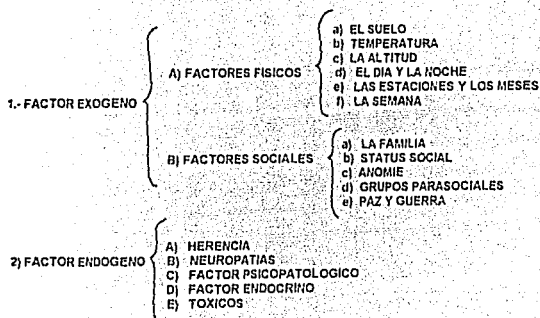 a) EL SUELO
b) TEMPERATURA
c) LA ALTITUD
A) FACTORES FISICOS
d) EL DIA Y LA NOCHE
e) LAS ESTACIONES Y LOS MESES
f) LA SEMANA
1.- FACTOR EXOGENO
a) LA FAMILIA
b) STATUS SOCIAL
B) FACTORES SOCIALES
c) ANOMIE
d) GRUPOS PARASOCIALES
e) PAZ Y GUERRA
A) HERENCIA
B) NEUROPATIAS
2) FACTOR ENDOGENO
C) FACTOR PSICOPATOLOGICO
D) FACTOR ENDOCRINO
E) TOXICOS